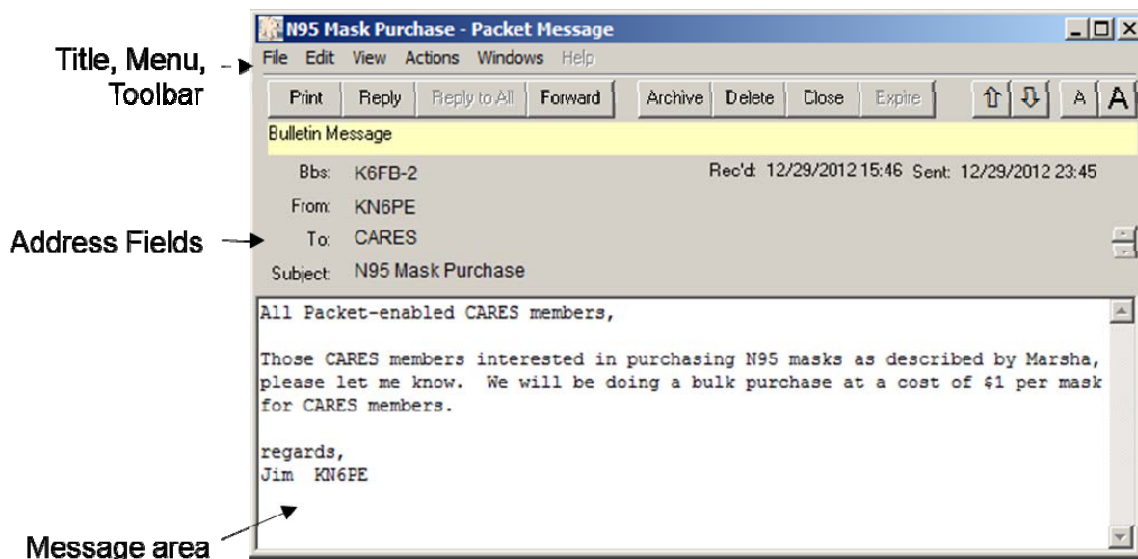 N95 Mask Purchase - Packet Message
Title, Menu,
Toolbar
File Edit View Actions Windows Help
Print Reply Reply to All Forward Archive Delete Close Expire A A
Bulletin Message
Bbs: K6FB-2 Rec'd: 12/29/2012 15:46 Sent: 12/29/2012 23:45
From: KN6PE
Address Fields
To: CARES
Subject: N95 Mask Purchase
All Packet-enabled CARES members,
Those CARES members interested in purchasing N95 masks as described by Marsha,
please let me know. We will be doing a bulk purchase at a cost of $1 per mask
for CARES members.
regards,
Jim KN6PE
Message area